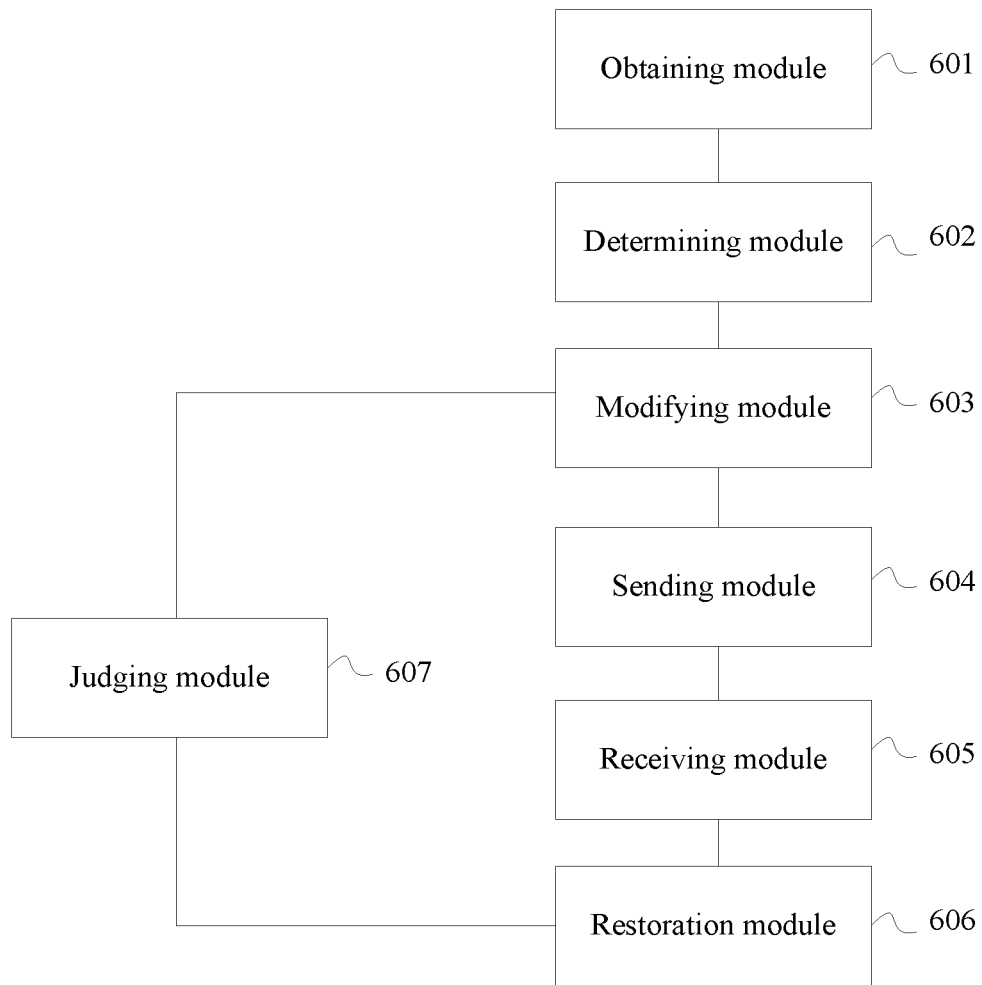 Obtaining module
601
Determining module
602
Modifying module
603
Sending module
604
Judging module
607
Receiving module
605
Restoration module
606